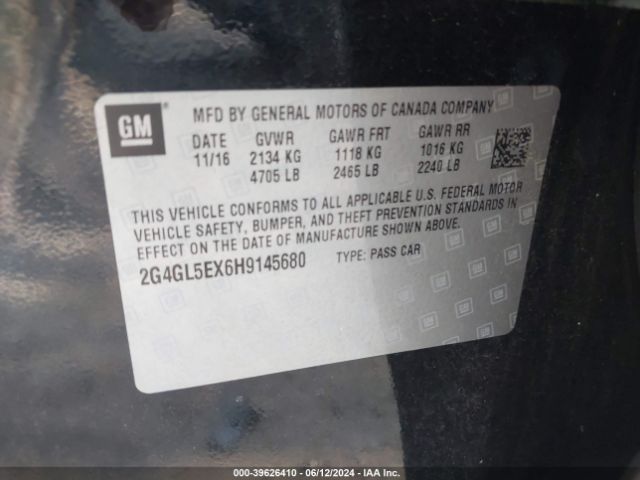 GM
MFD BY GENERAL MOTORS OF CANADA COMPANY
DATE GVWR GAWR FRT GAWR RR
11/16 2134 KG 1118 KG 1016 KG
4705 LB 2465 LB 2240 LB
THIS VEHICLE CONFORMS TO ALL APPLICABLE U.S. FEDERAL MOTOR
VEHICLE SAFETY, BUMPER, AND THEFT PREVENTION STANDARDS IN
EFFECT ON THE DATE OF MANUFACTURE SHOWN ABOVE.
2G4GL5EX6H9145680 TYPE: PASS CAR
000-39626410 - 06/12/2024 - IAA Inc.